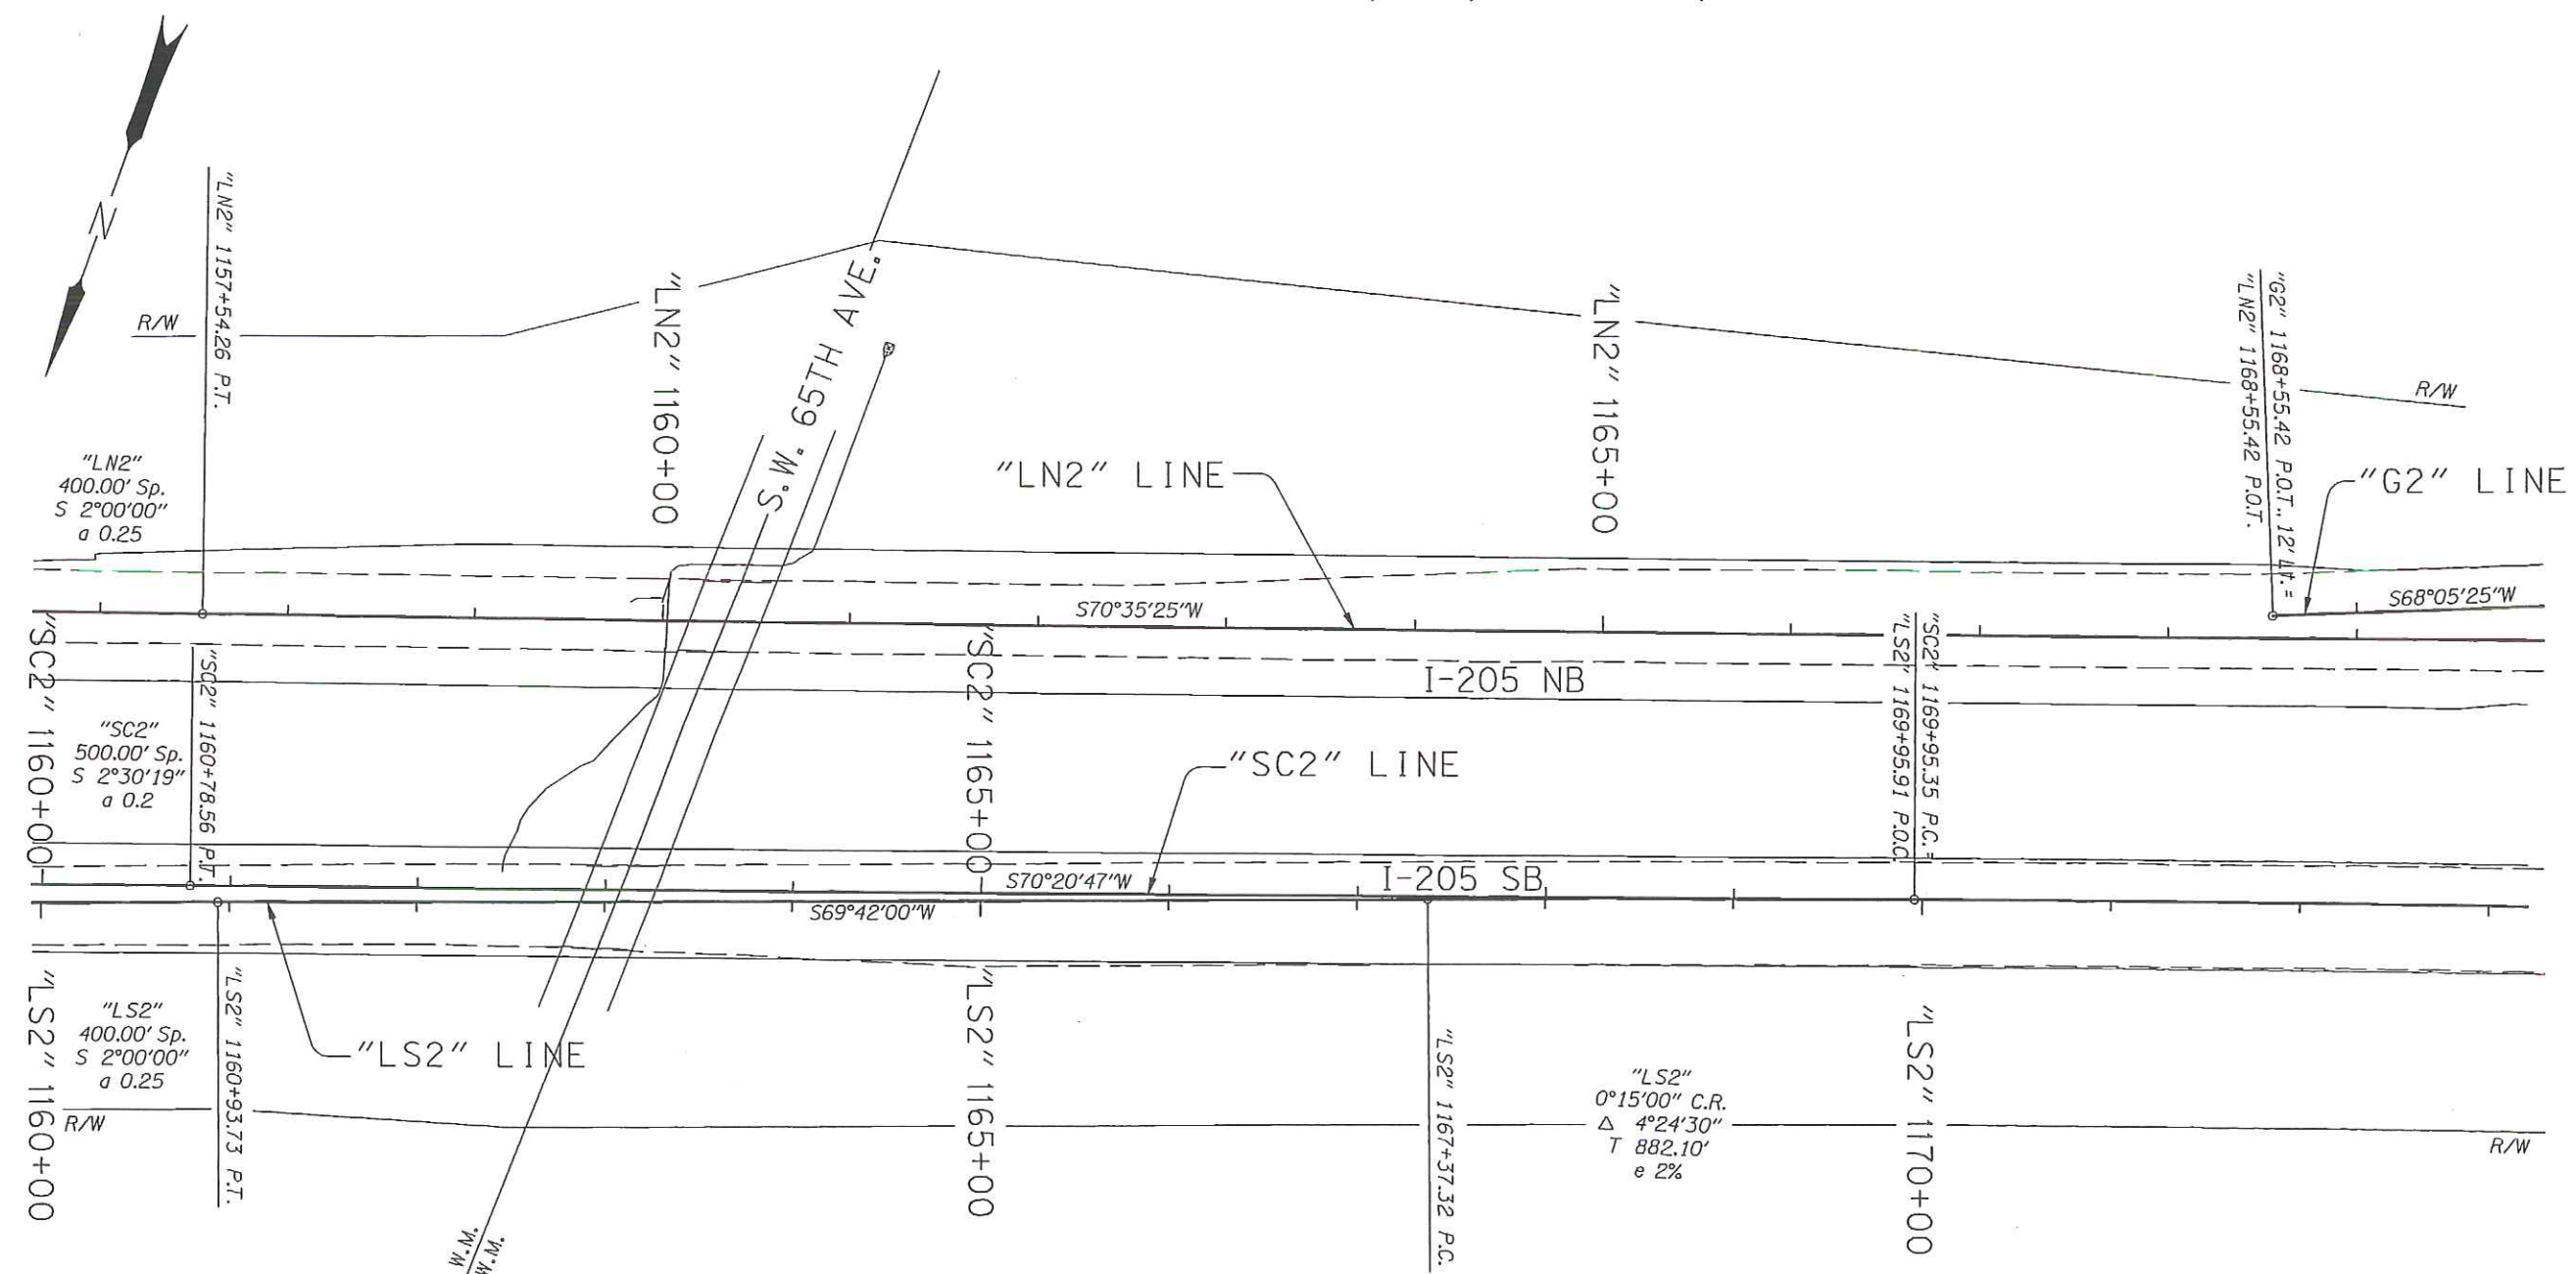 N
R/W
"LN2" 1157+54.26 P.T.
"LN2" 1160+00
S.W. 65TH AVE.
"LN2" 1165+00
"G2" 1168+55.42 P.O.T., 12' Lt. =
"LN2" 1168+55.42 P.O.T.
R/W
"LN2"
400.00' Sp.
S 2°00'00"
a 0.25
"LN2" LINE
"G2" LINE
S70°35'25"W
S68°05'25"W
"SC2" 1160+00
"SC2" 1160+78.56 P.T.
"SC2"
500.00' Sp.
S 2°30'19"
a 0.2
"SC2" 1165+00
I-205 NB
"SC2" LINE
"SC2" 1169+95.35 P.C. =
"LS2" 1169+95.91 P.O.C.
S70°20'47"W
I-205 SB
S69°42'00"W
"LS2" 1160+00
"LS2"
400.00' Sp.
S 2°00'00"
a 0.25
R/W
"LS2" 1160+93.73 P.T.
"LS2" LINE
"LS2" 1165+00
"LS2" 1167+37.32 P.C.
"LS2"
0°15'00" C.R.
Δ 4°24'30"
T 882.10'
e 2%
"LS2" 1170+00
R/W
W.M.
W.M.